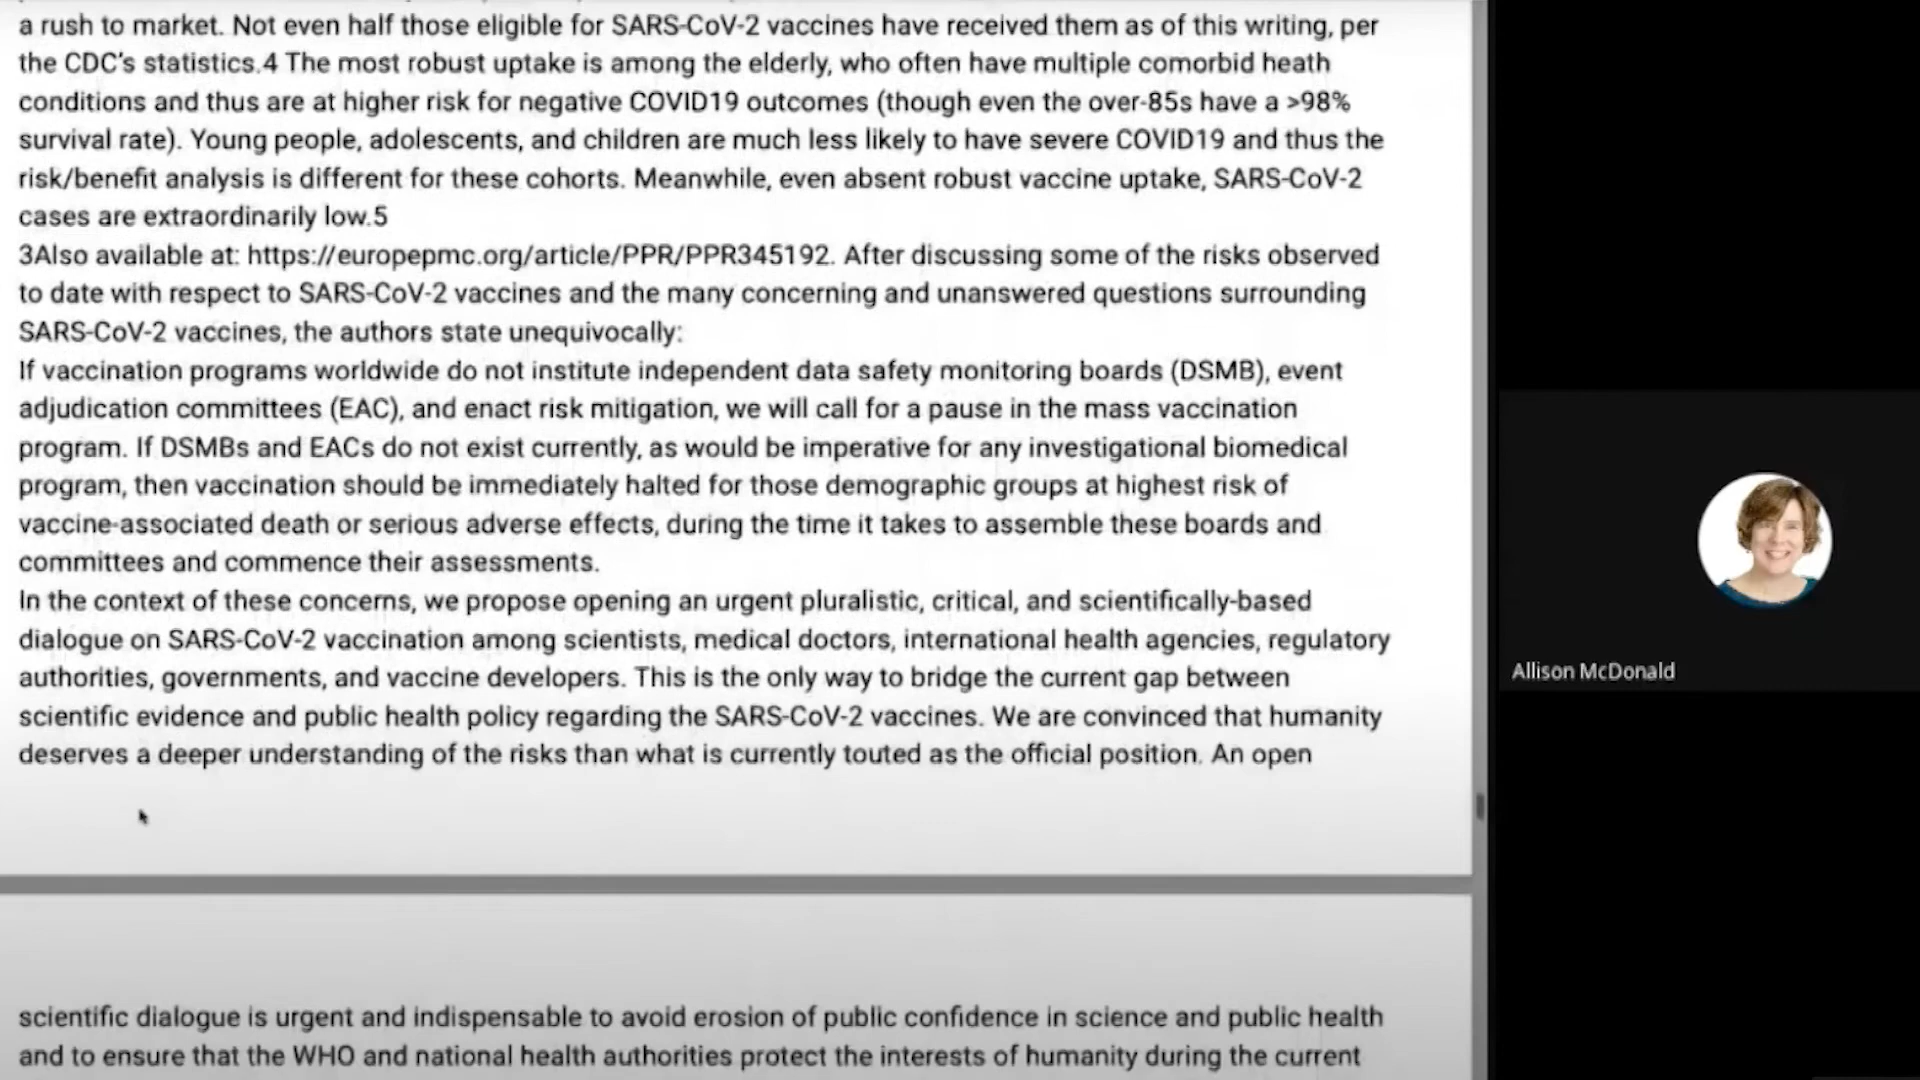 a rush to market. Not even half those eligible for SARS-CoV-2 vaccines have received them as of this writing, per
the CDC's statistics.4 The most robust uptake is among the elderly, who often have multiple comorbid heath
conditions and thus are at higher risk for negative COVID19 outcomes (though even the over-85s have a >98%
survival rate). Young people, adolescents, and children are much less likely to have severe COVID19 and thus the
risk/benefit analysis is different for these cohorts. Meanwhile, even absent robust vaccine uptake, SARS-CoV-2
cases are extraordinarily low.5
3Also available at: https://europepmc.org/article/PPR/PPR345192. After discussing some of the risks observed
to date with respect to SARS-CoV-2 vaccines and the many concerning and unanswered questions surrounding
SARS-CoV-2 vaccines, the authors state unequivocally:
If vaccination programs worldwide do not institute independent data safety monitoring boards (DSMB), event
adjudication committees (EAC), and enact risk mitigation, we will call for a pause in the mass vaccination
program. If DSMBs and EACs do not exist currently, as would be imperative for any investigational biomedical
program, then vaccination should be immediately halted for those demographic groups at highest risk of
vaccine-associated death or serious adverse effects, during the time it takes to assemble these boards and
committees and commence their assessments.
In the context of these concerns, we propose opening an urgent pluralistic, critical, and scientifically-based
dialogue on SARS-CoV-2 vaccination among scientists, medical doctors, international health agencies, regulatory
authorities, governments, and vaccine developers. This is the only way to bridge the current gap between
scientific evidence and public health policy regarding the SARS-CoV-2 vaccines. We are convinced that humanity
deserves a deeper understanding of the risks than what is currently touted as the official position. An open
scientific dialogue is urgent and indispensable to avoid erosion of public confidence in science and public health
and to ensure that the WHO and national health authorities protect the interests of humanity during the current
Allison McDonald